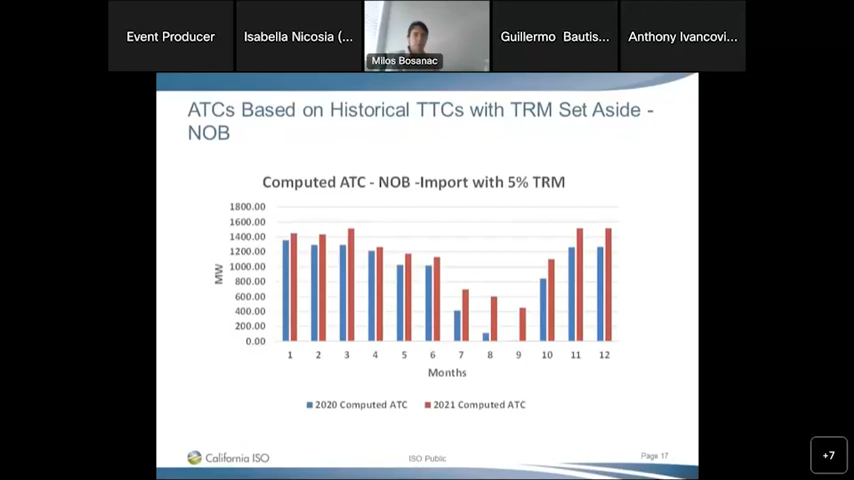 Event Producer
Isabella Nicosia (...
Milos Bosanac
Guillermo Bautis...
Anthony Ivancovi...
ATCs Based on Historical TTCs with TRM Set Aside -
NOB
Computed ATC - NOB -Import with 5% TRM
1800.00
1600.00
1400.00
1200.00
1000.00
800.00
600.00
400.00
200.00
0.00
MW
1 2 3 4 5 6 7 8 9 10 11 12
Months
2020 Computed ATC 2021 Computed ATC
California ISO
ISO Public
Page 17
+7